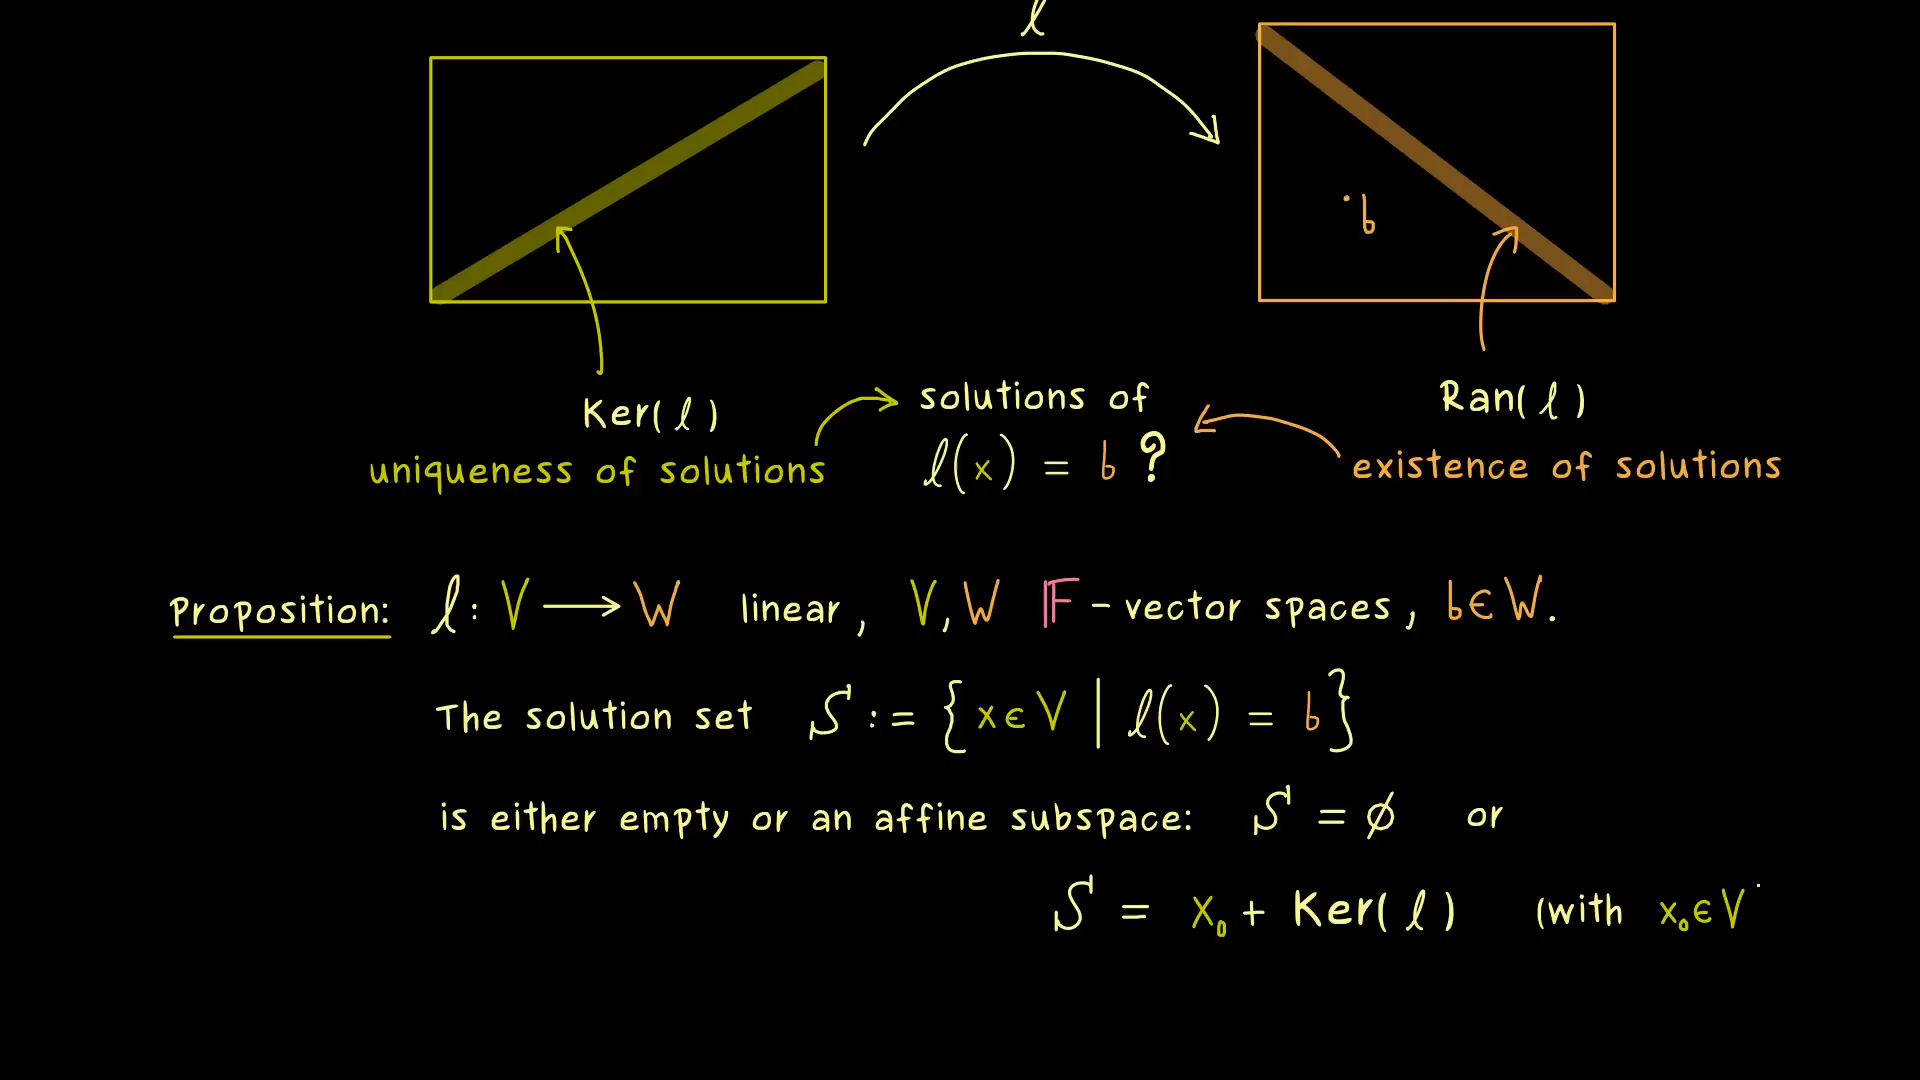 ℓ
b
Ker(ℓ)
solutions of
Ran(ℓ)
uniqueness of solutions
ℓ(x) = b ?
existence of solutions
Proposition: ℓ: V ⟶ W linear, V, W 𝔽-vector spaces, b∈W.
The solution set S := {x∈V | ℓ(x) = b}
is either empty or an affine subspace: S = ∅ or
S = x₀ + Ker(ℓ) (with x₀∈V